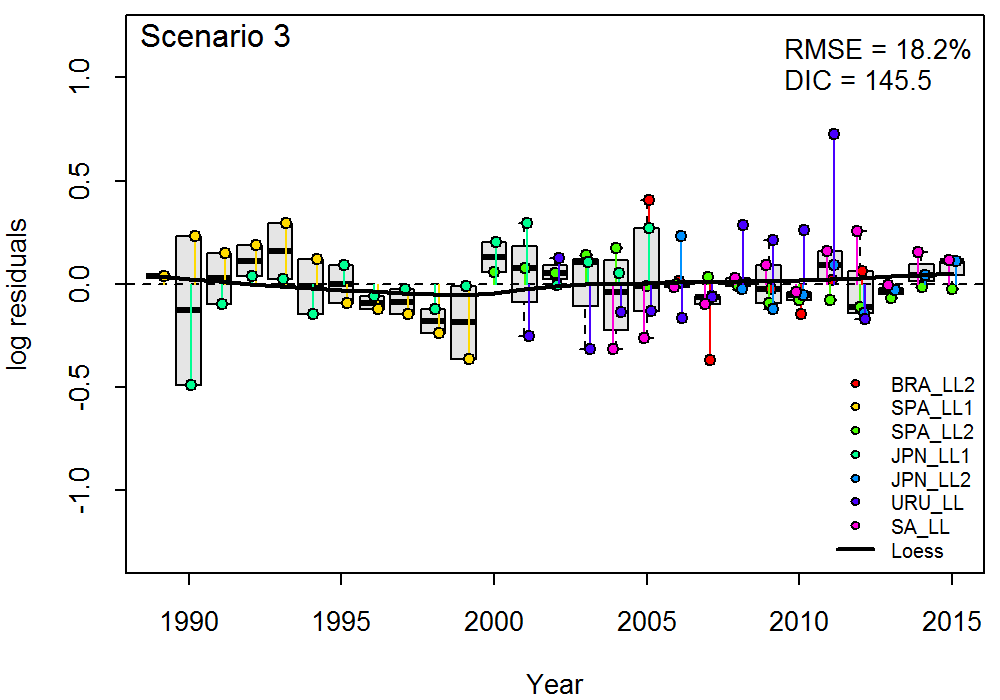 Scenario 3
RMSE = 18.2%
DIC = 145.5
log residuals
1.0
0.5
0.0
-0.5
-1.0
BRA_LL2
SPA_LL1
SPA_LL2
JPN_LL1
JPN_LL2
URU_LL
SA_LL
Loess
1990 1995 2000 2005 2010 2015
Year